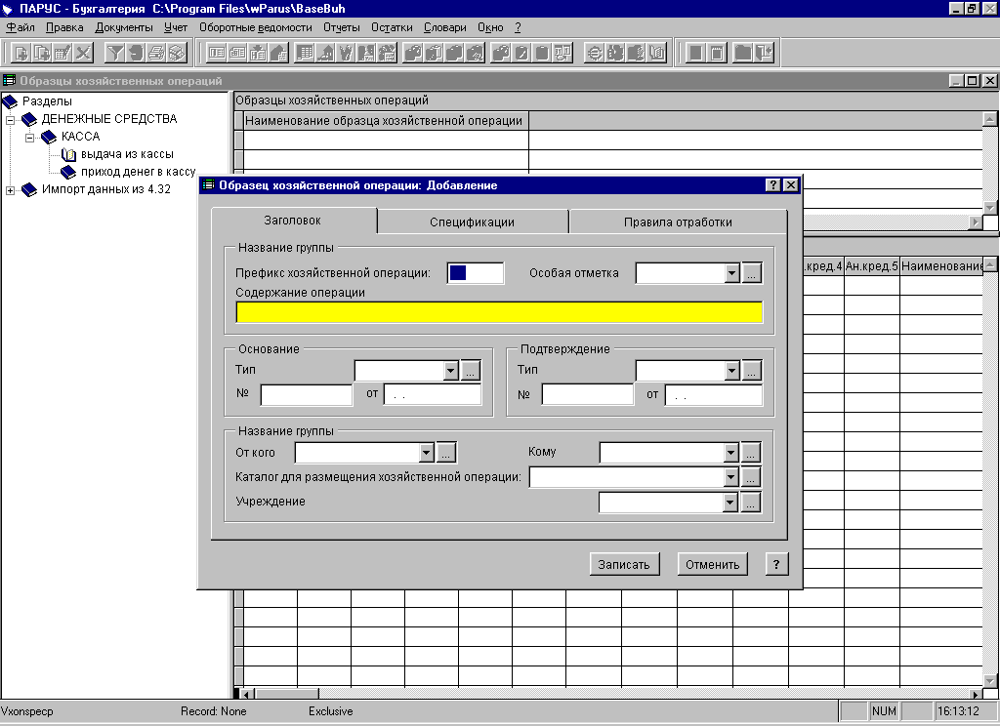 ПАРУС - Бухгалтерия C:\Program Files\wParus\BaseBuh
Файл Правка Документы Учет Оборотные ведомости Отчеты Остатки Словари Окно ?
Образцы хозяйственных операций
Разделы
ДЕНЕЖНЫЕ СРЕДСТВА
КАССА
выдача из кассы
приход денег в кассу
Импорт данных из 4.32
Образцы хозяйственных операций
Наименование образца хозяйственной операции
Образец хозяйственной операции: Добавление
Заголовок Спецификации Правила отработки
Название группы
Префикс хозяйственной операции: Особая отметка ...
Содержание операции
Основание
Тип ...
№ от . .
Подтверждение
Тип ...
№ от . .
Название группы
От кого ... Кому ...
Каталог для размещения хозяйственной операции: ...
Учреждение ...
Записать Отменить ?
.кред.4 Ан.кред.5 Наименование
Vxonspecp Record: None Exclusive NUM 16:13:12